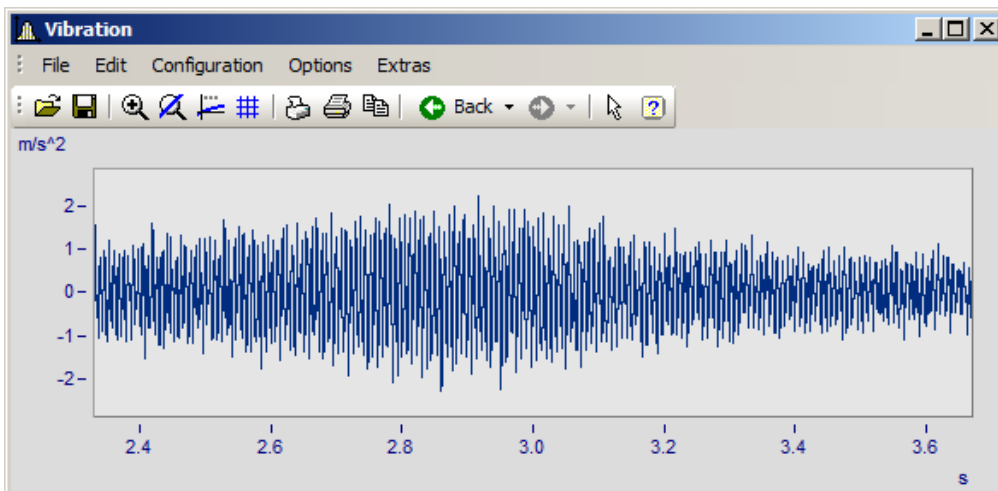 Vibration
File Edit Configuration Options Extras
Back
m/s^2
2
1
0
-1
-2
2.4 2.6 2.8 3.0 3.2 3.4 3.6
s